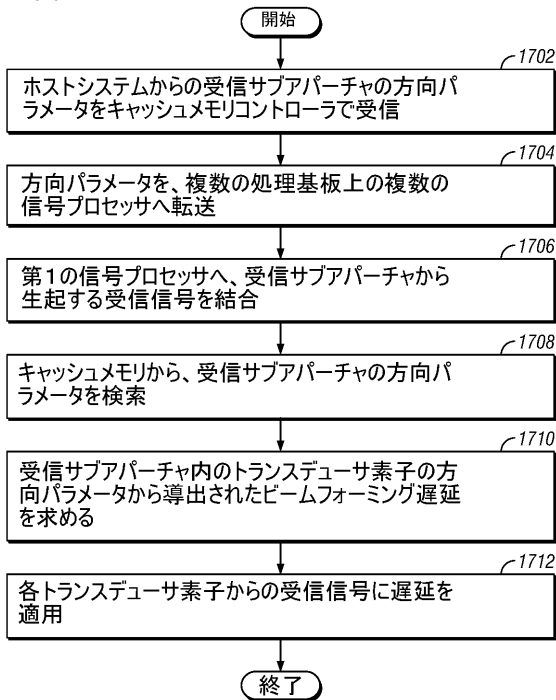 開始
1702
ホストシステムからの受信サブアパーチャの方向パ
ラメータをキャッシュメモリコントローラで受信
1704
方向パラメータを、複数の処理基板上の複数の
信号プロセッサへ転送
1706
第1の信号プロセッサへ、受信サブアパーチャから
生起する受信信号を結合
1708
キャッシュメモリから、受信サブアパーチャの方向パ
ラメータを検索
1710
受信サブアパーチャ内のトランスデューサ素子の方
向パラメータから導出されたビームフォーミング遅延
を求める
1712
各トランスデューサ素子からの受信信号に遅延を
適用
終了